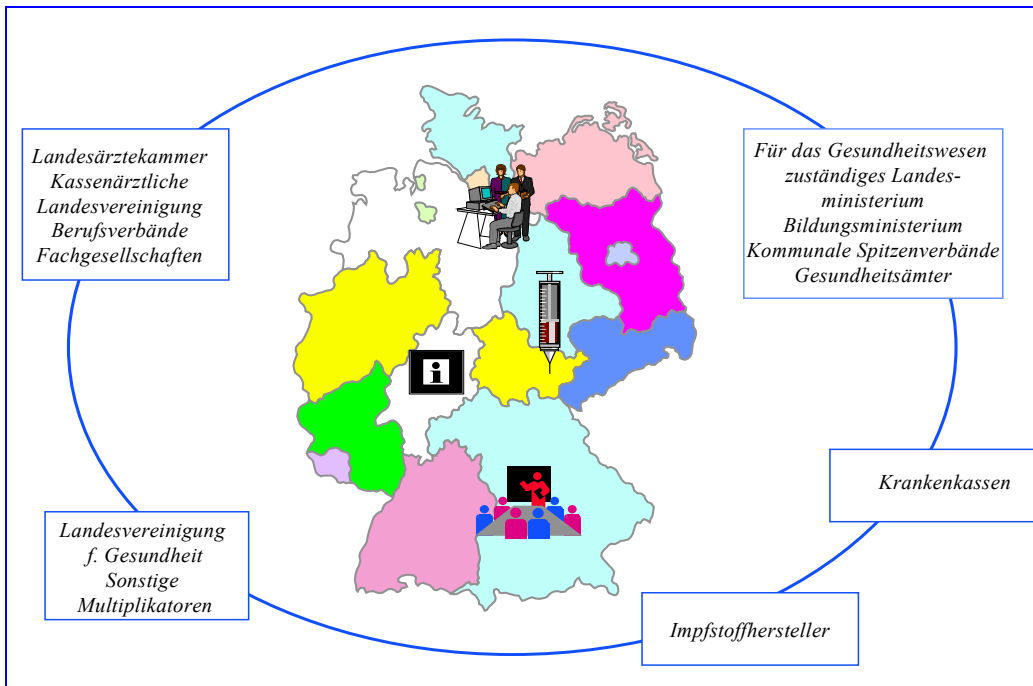 Landesärztekammer
Kassenärztliche
Landesvereinigung
Berufsverbände
Fachgesellschaften
Für das Gesundheitswesen
zuständiges Landes-
ministerium
Bildungsministerium
Kommunale Spitzenverbände
Gesundheitsämter
i
Krankenkassen
Landesvereinigung
f. Gesundheit
Sonstige
Multiplikatoren
Impfstoffhersteller